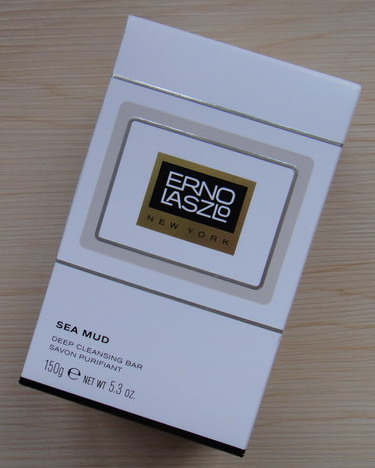 ERNO
LASZLO
NEW YORK
SEA MUD
DEEP CLEANSING BAR
SAVON PURIFIANT
150g ℮ NET WT 5.3 OZ.